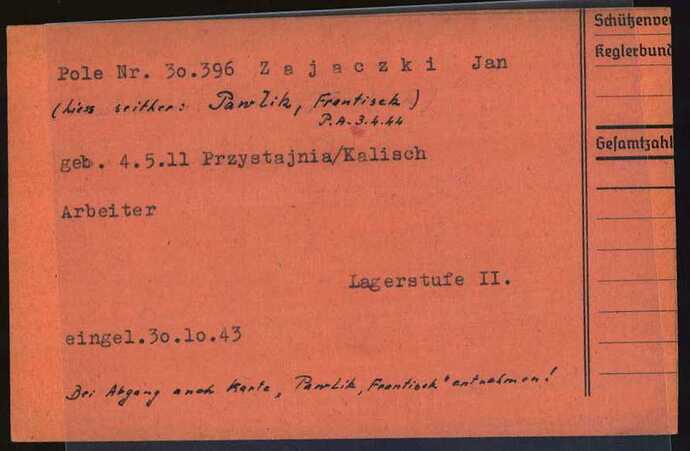 Pole Nr. 3o.396 Z a j a c z k i Jan
(hiess seither: Pawlik, Frantisek)
P.A. 3.4.44
geb. 4.5.11 Przystajnia/Kalisch
Arbeiter
Lagerstufe II.
eingel.3o.lo.43
Bei Abgang auch Karte „Pawlik, Frantisek" entnehmen!
Schützenver
Keglerbund
Gesamtzahl